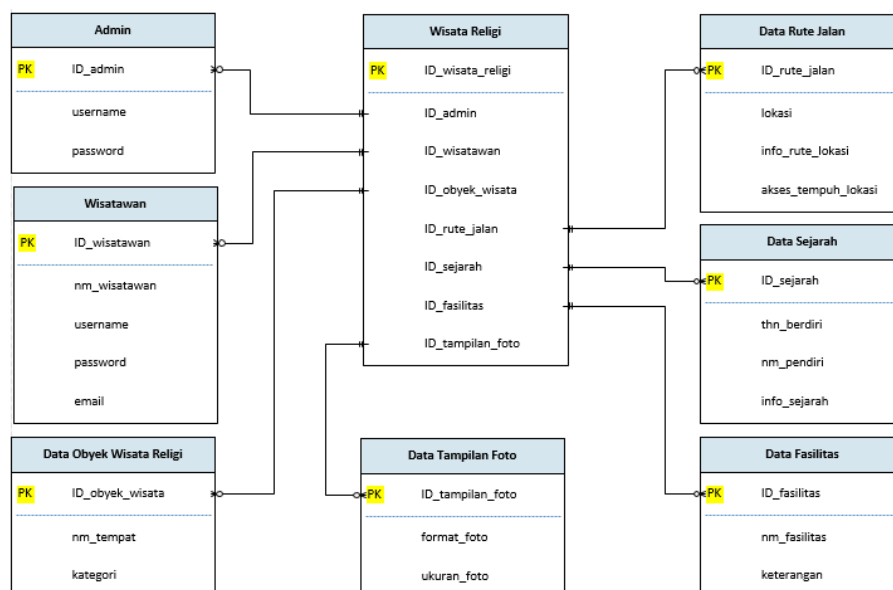 Admin
PK ID_admin
username
password
Wisatawan
PK ID_wisatawan
nm_wisatawan
username
password
email
Data Obyek Wisata Religi
PK ID_obyek_wisata
nm_tempat
kategori
Wisata Religi
PK ID_wisata_religi
ID_admin
ID_wisatawan
ID_obyek_wisata
ID_rute_jalan
ID_sejarah
ID_fasilitas
ID_tampilan_foto
Data Tampilan Foto
PK ID_tampilan_foto
format_foto
ukuran_foto
Data Rute Jalan
PK ID_rute_jalan
lokasi
info_rute_lokasi
akses_tempuh_lokasi
Data Sejarah
PK ID_sejarah
thn_berdiri
nm_pendiri
info_sejarah
Data Fasilitas
PK ID_fasilitas
nm_fasilitas
keterangan